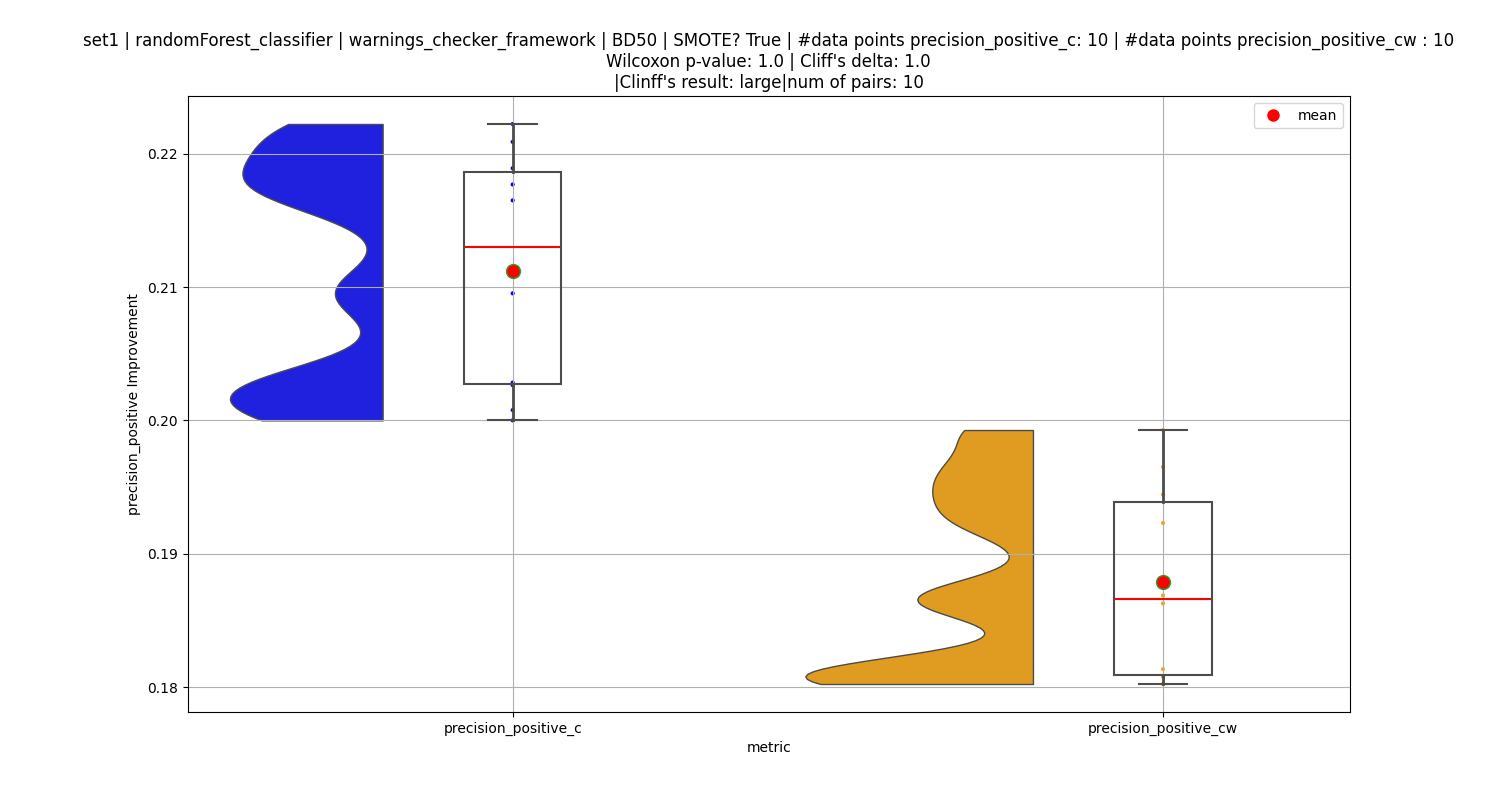 set1 | randomForest_classifier | warnings_checker_framework | BD50 | SMOTE? True | #data points precision_positive_c: 10 | #data points precision_positive_cw : 10
Wilcoxon p-value: 1.0 | Cliff's delta: 1.0
|Clinff's result: large|num of pairs: 10
mean
0.22
0.21
0.20
0.19
0.18
precision_positive Improvement
precision_positive_c
precision_positive_cw
metric